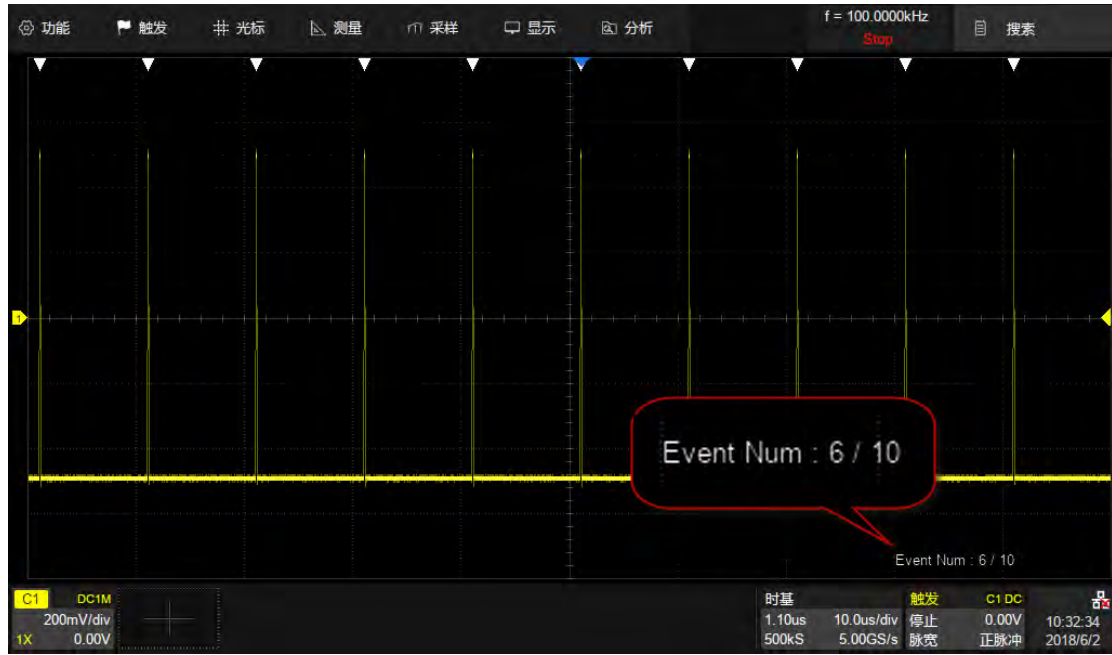 功能 触发 光标 测量 采样 显示 分析 f = 100.0000kHz 搜索
Stop
1
Event Num : 6 / 10
Event Num : 6 / 10
C1 DC1M
200mV/div
1X 0.00V
时基
1.10us 10.0us/div
500kS 5.00GS/s
触发 C1 DC
停止 0.00V
脉宽 正脉冲
10:32:34
2018/6/2